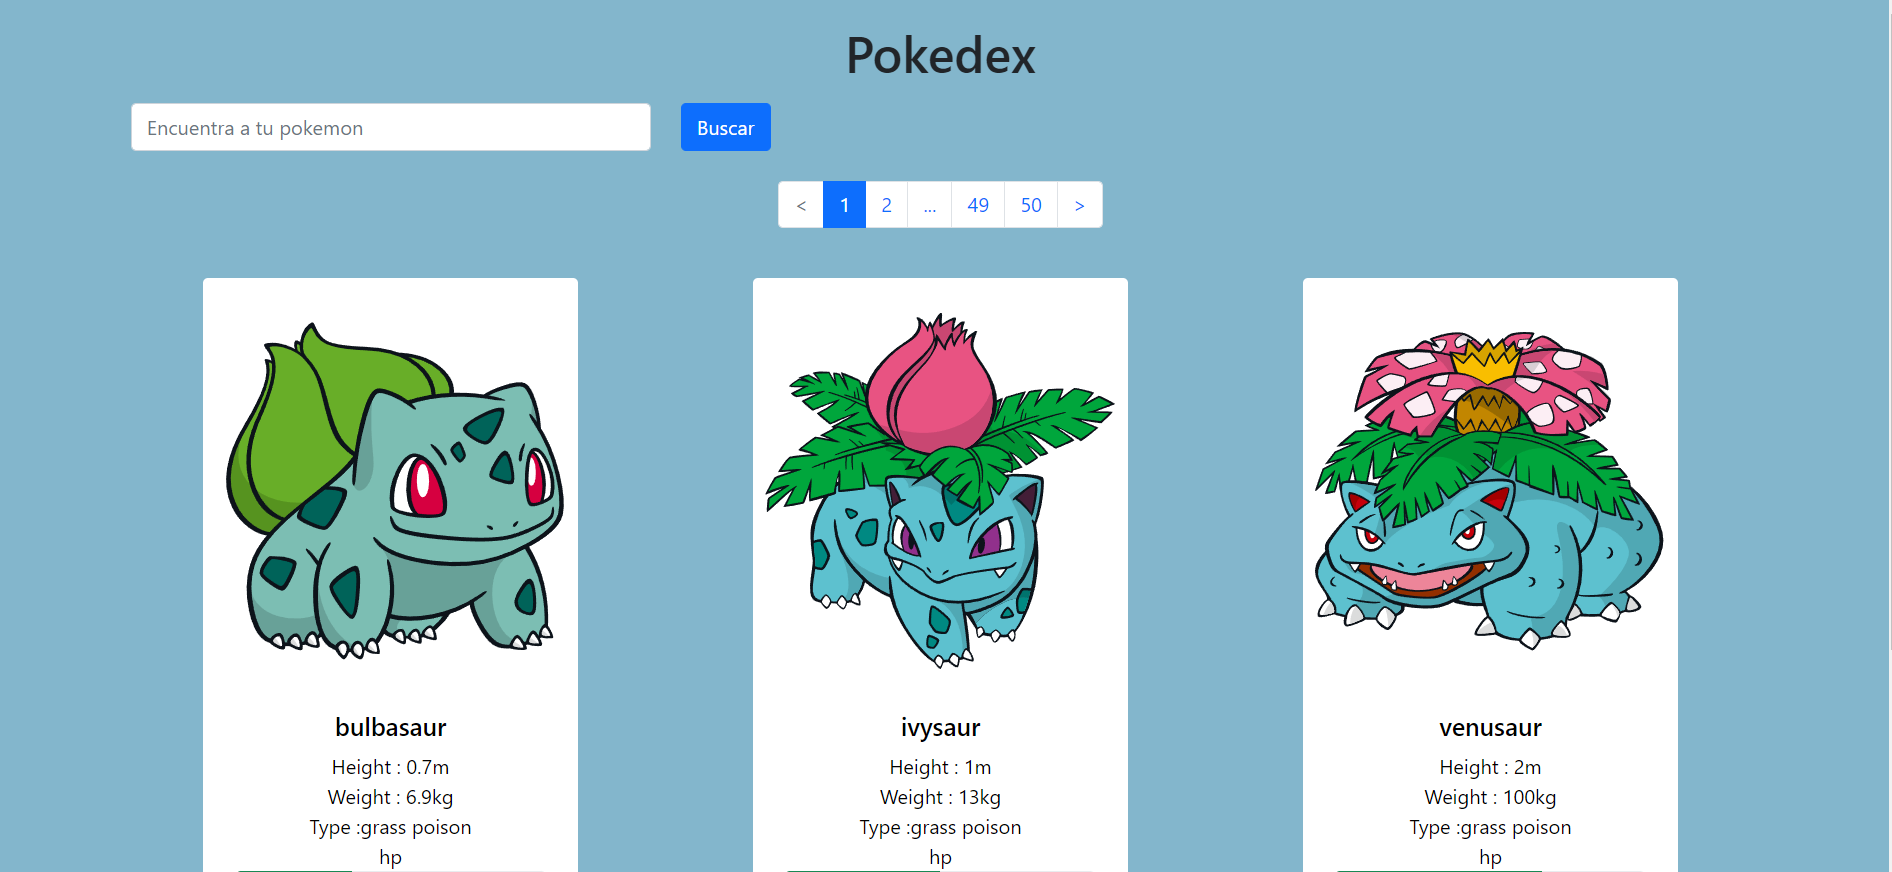 Pokedex
Encuentra a tu pokemon
Buscar
< 1 2 ... 49 50 >
bulbasaur
Height : 0.7m
Weight : 6.9kg
Type :grass poison
hp
ivysaur
Height : 1m
Weight : 13kg
Type :grass poison
hp
venusaur
Height : 2m
Weight : 100kg
Type :grass poison
hp